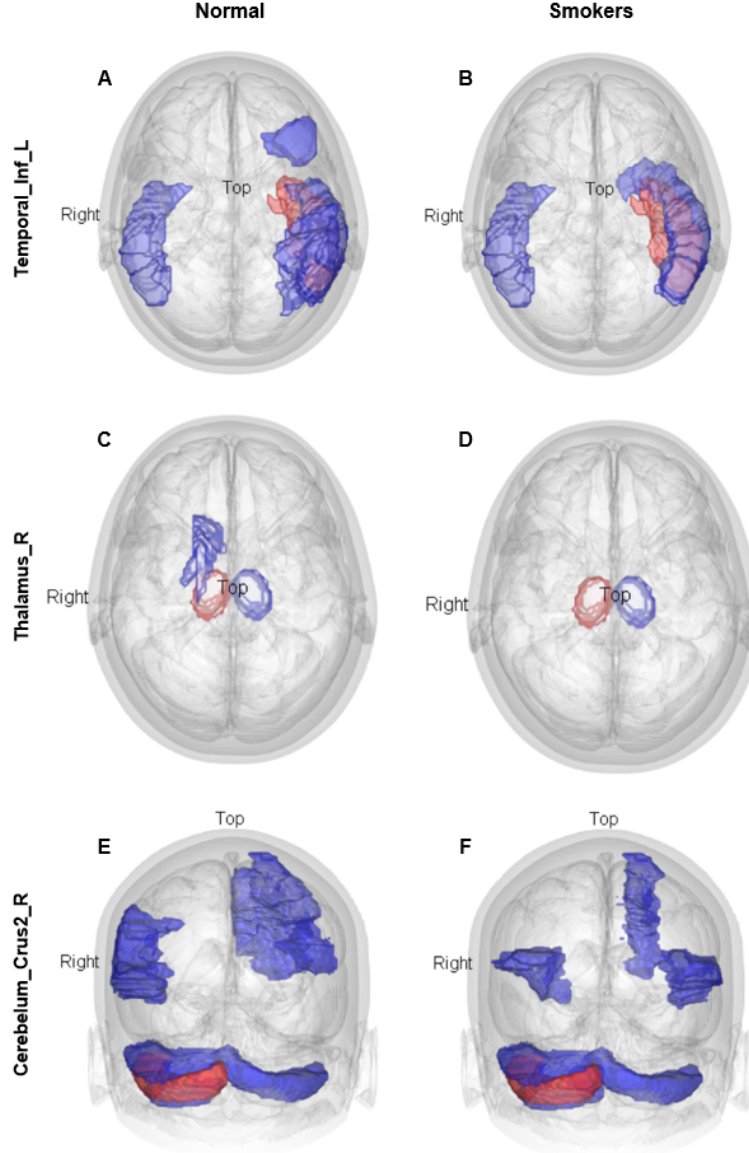 Normal
Smokers
Temporal_Inf_L
A
Top
Right
B
Top
Right
Thalamus_R
C
Top
Right
D
Top
Right
Cerebelum_Crus2_R
Top
E
Right
Top
F
Right